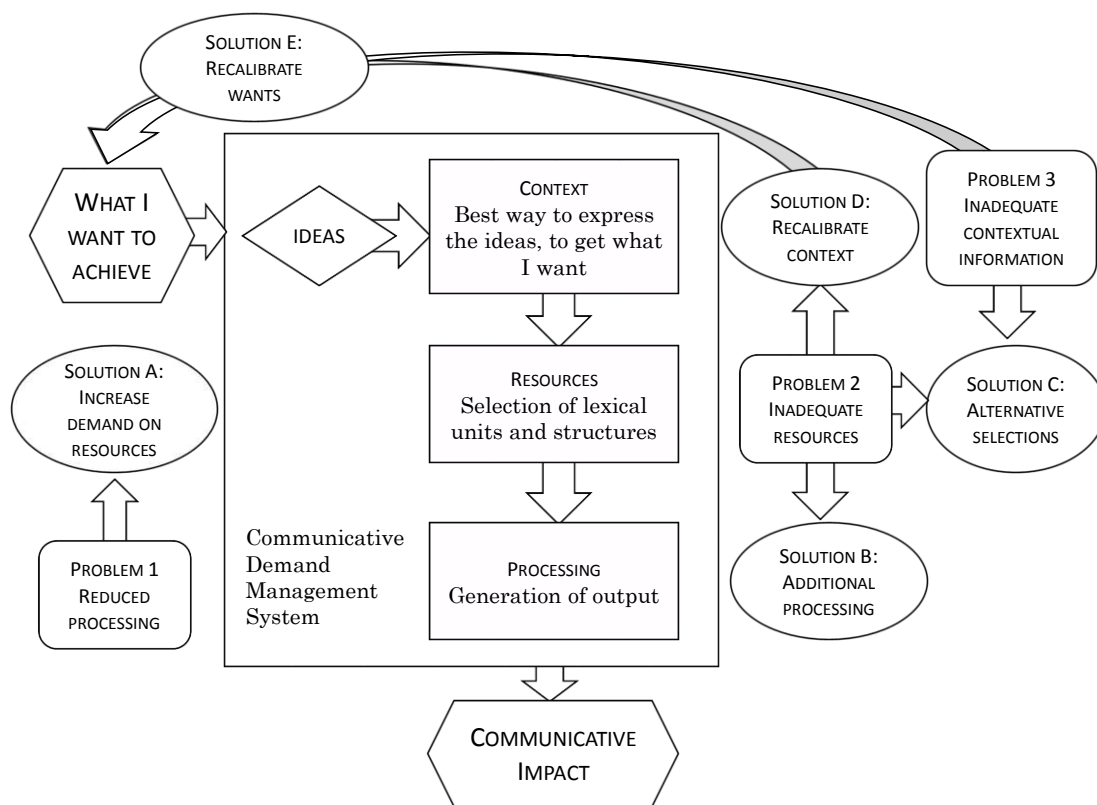 Solution E:
Recalibrate
wants
What I
want to
achieve
IDEAS
Context
Best way to express
the ideas, to get what
I want
Solution D:
Recalibrate
context
Problem 3
Inadequate
contextual
information
Solution A:
Increase
demand on
resources
Resources
Selection of lexical
units and structures
Problem 2
Inadequate
resources
Solution C:
Alternative
selections
Problem 1
Reduced
processing
Communicative
Demand
Management
System
Processing
Generation of output
Solution B:
Additional
processing
Communicative
Impact